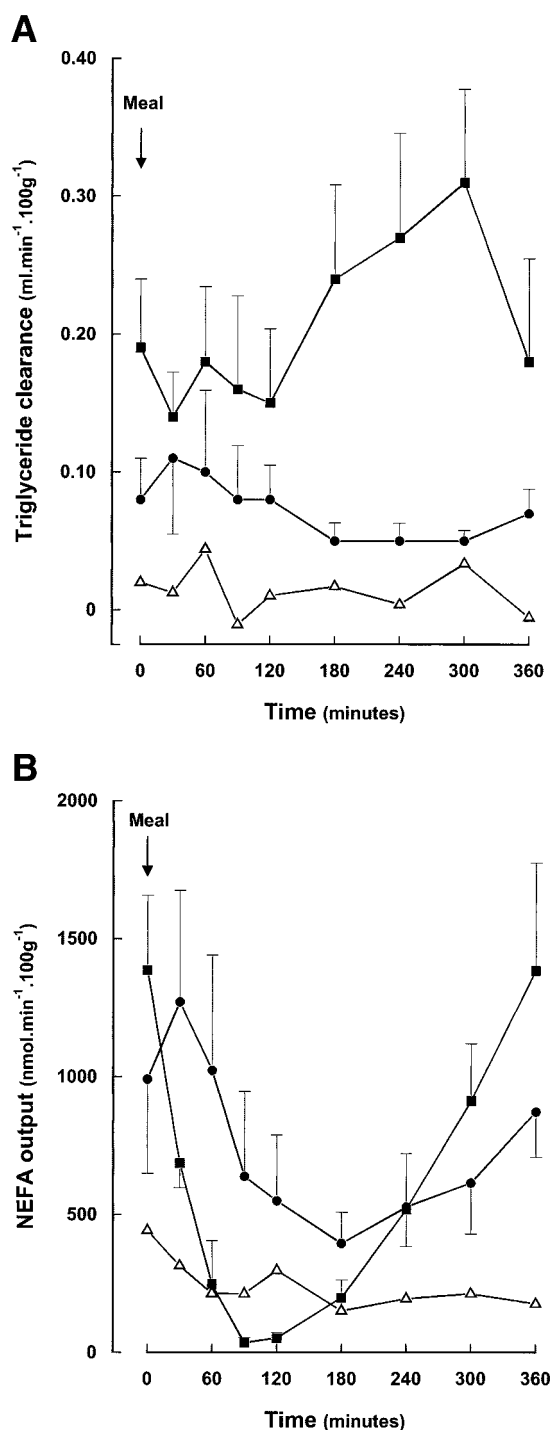 A
0.40
Meal
0.30
0.20
0.10
0
Triglyceride clearance (ml.min⁻¹.100g⁻¹)
0 60 120 180 240 300 360
Time (minutes)
B
2000
Meal
1500
1000
500
0
NEFA output (nmol.min⁻¹.100g⁻¹)
0 60 120 180 240 300 360
Time (minutes)